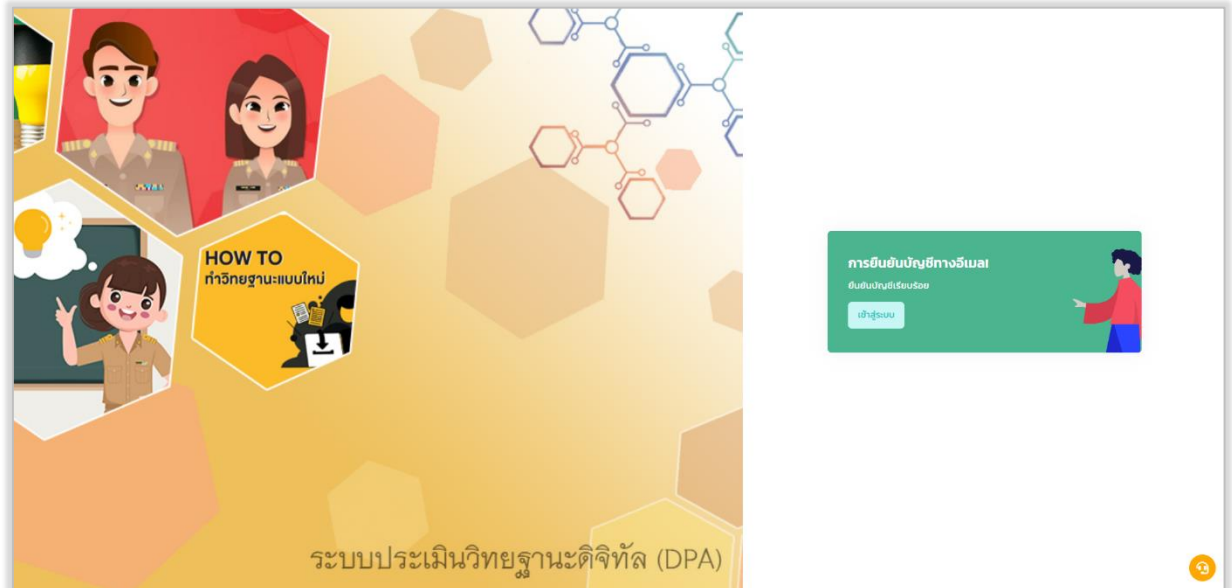 HOW TO
ทำวิทยฐานะแบบใหม่
ระบบประเมินวิทยฐานะดิจิทัล (DPA)
การยืนยันบัญชีทางอีเมล!
ยืนยันบัญชีเรียบร้อย
เข้าสู่ระบบ